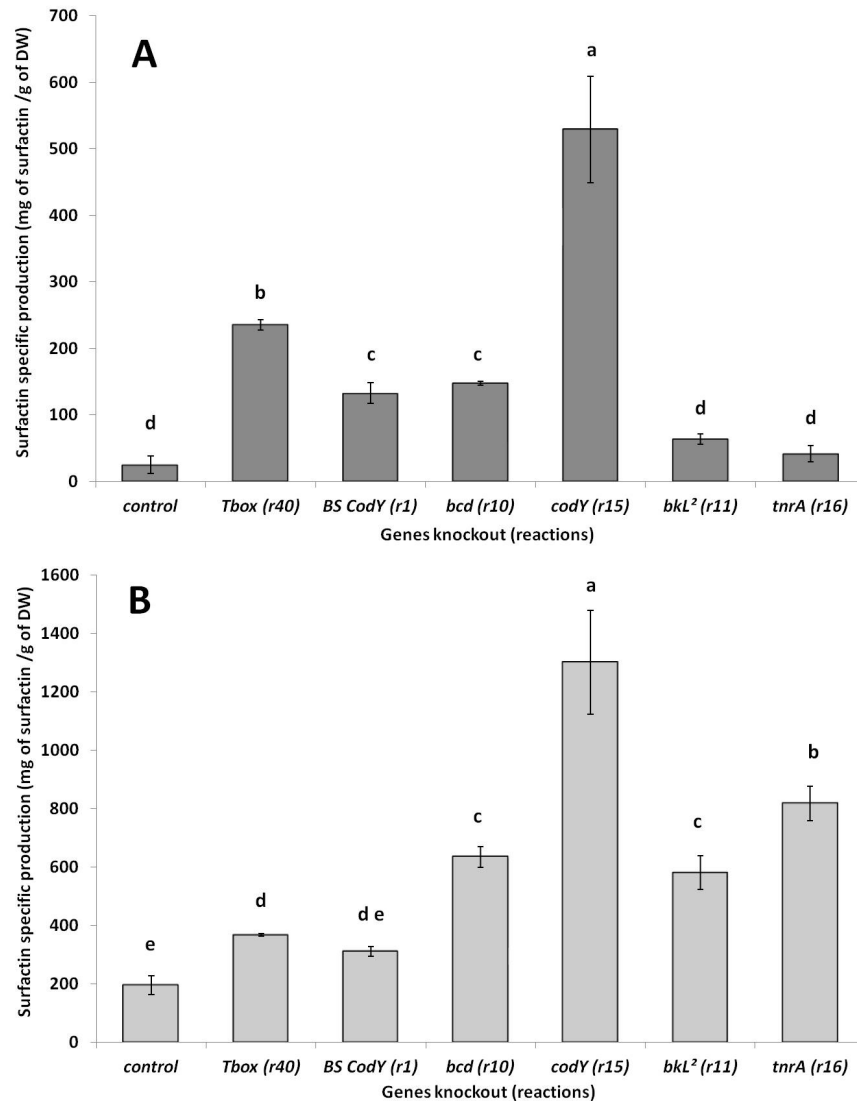 A
Surfactin specific production (mg of surfactin /g of DW)
700
600
500
400
300
200
100
0
d
b
c
c
a
d
d
control Tbox (r40) BS CodY (r1) bcd (r10) codY (r15) bkL² (r11) tnrA (r16)
Genes knockout (reactions)
B
Surfactin specific production (mg of surfactin /g of DW)
1600
1400
1200
1000
800
600
400
200
0
e
d
d e
c
a
c
b
control Tbox (r40) BS CodY (r1) bcd (r10) codY (r15) bkL² (r11) tnrA (r16)
Genes knockout (reactions)